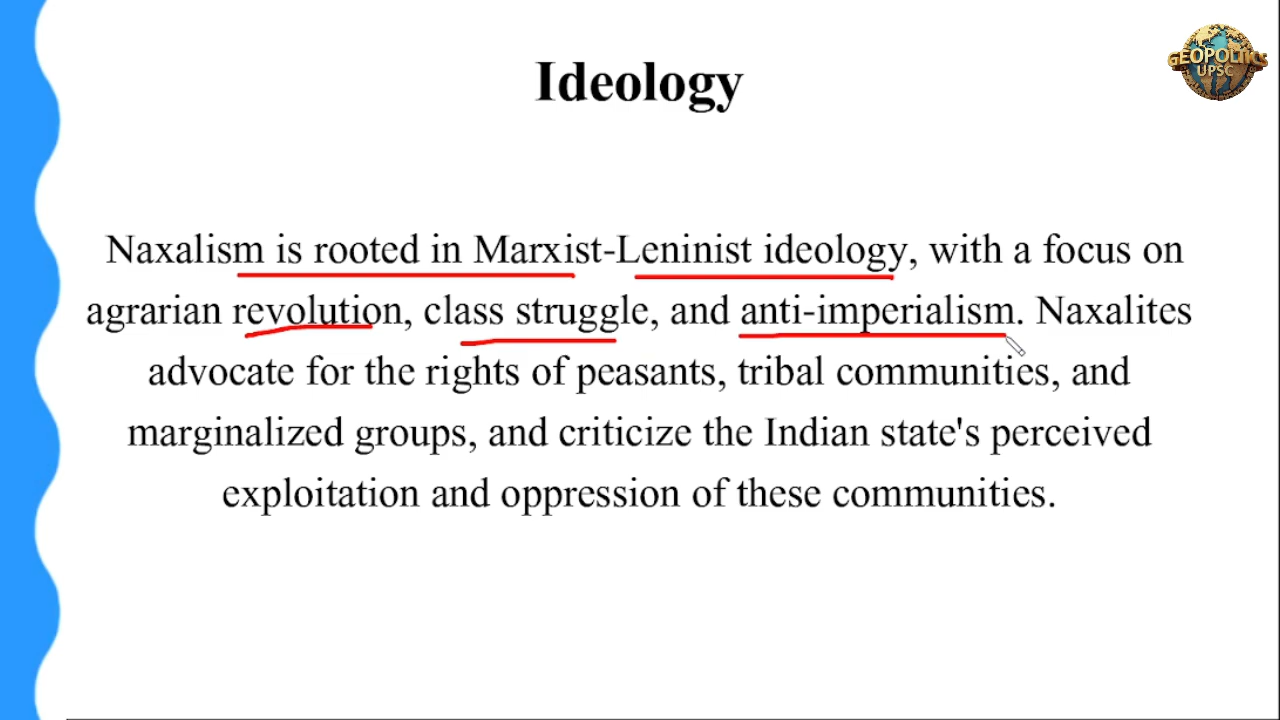 GEOPOLITIKS
UPSC
Ideology
Naxalism is rooted in Marxist-Leninist ideology, with a focus on
agrarian revolution, class struggle, and anti-imperialism. Naxalites
advocate for the rights of peasants, tribal communities, and
marginalized groups, and criticize the Indian state's perceived
exploitation and oppression of these communities.